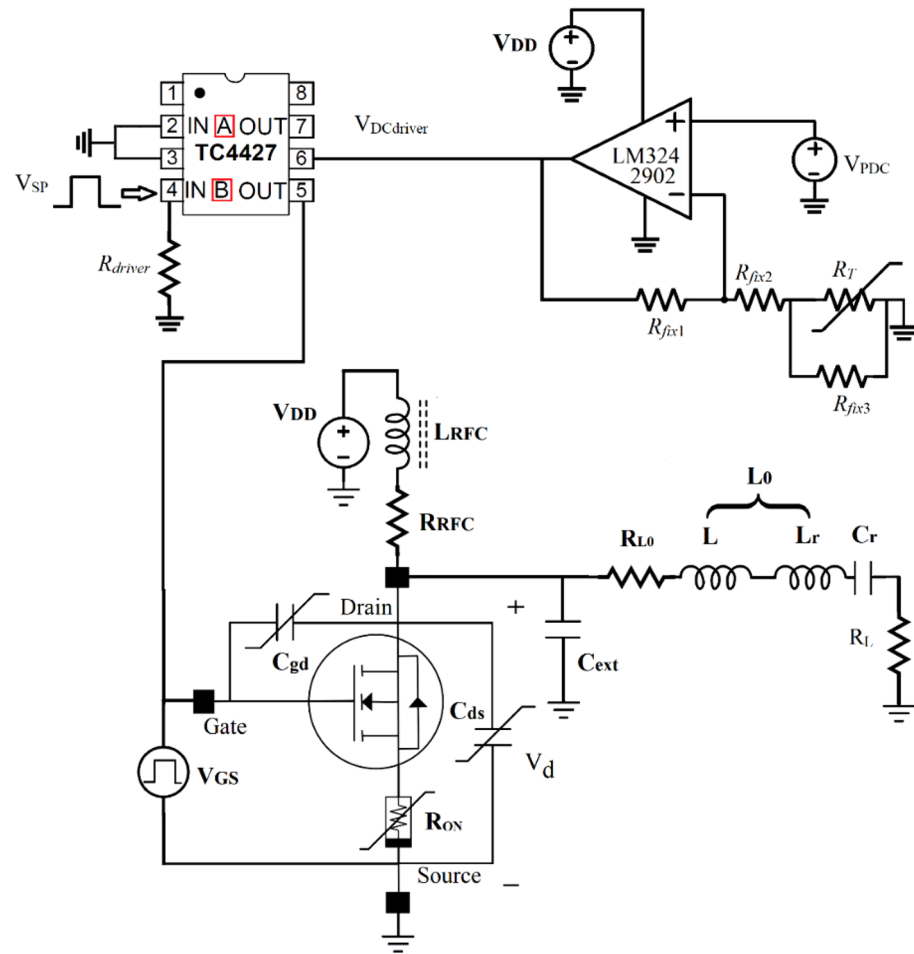 VDD
+
−
1
8
2
IN A OUT
7
VDCdriver
3
TC4427
6
VSP
4
IN B OUT
5
Rdriver
+
LM324
2902
−
+
−
VPDC
Rfix1
Rfix2
RT
Rfix3
VDD
+
−
LRFC
RRFC
L0
RL0
L
Lr
Cr
Drain
+
Cgd
Cext
RL
Gate
Cds
VGS
Vd
RON
Source
−